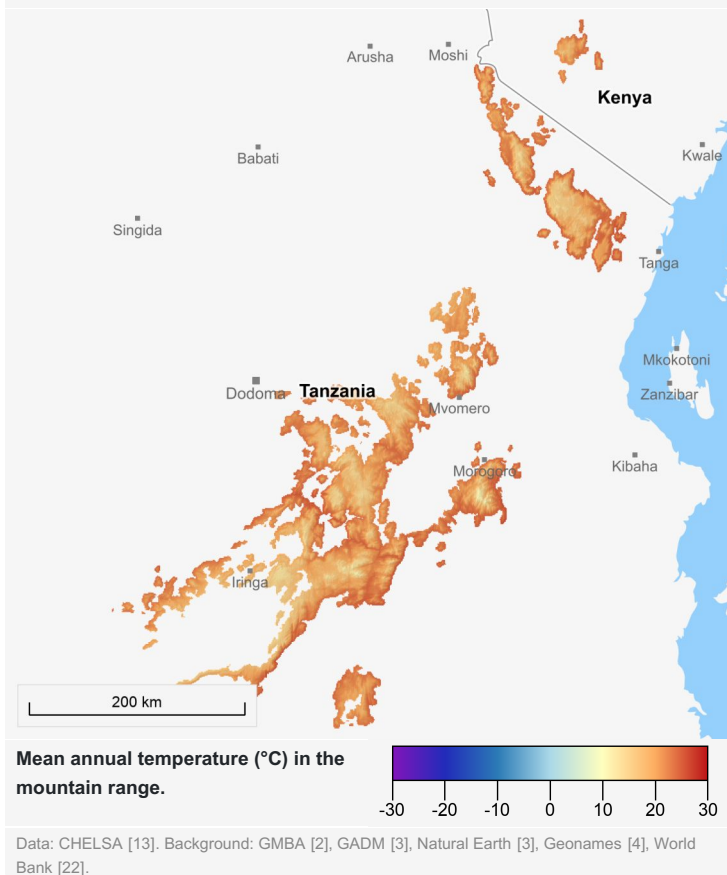 Arusha
Moshi
Kenya
Babati
Kwale
Singida
Tanga
Mkokotoni
Dodoma
Tanzania
Zanzibar
Mvomero
Kibaha
Morogoro
Iringa
200 km
Mean annual temperature (°C) in the
mountain range.
-30 -20 -10 0 10 20 30
Data: CHELSA [13]. Background: GMBA [2], GADM [3], Natural Earth [3], Geonames [4], World
Bank [22].